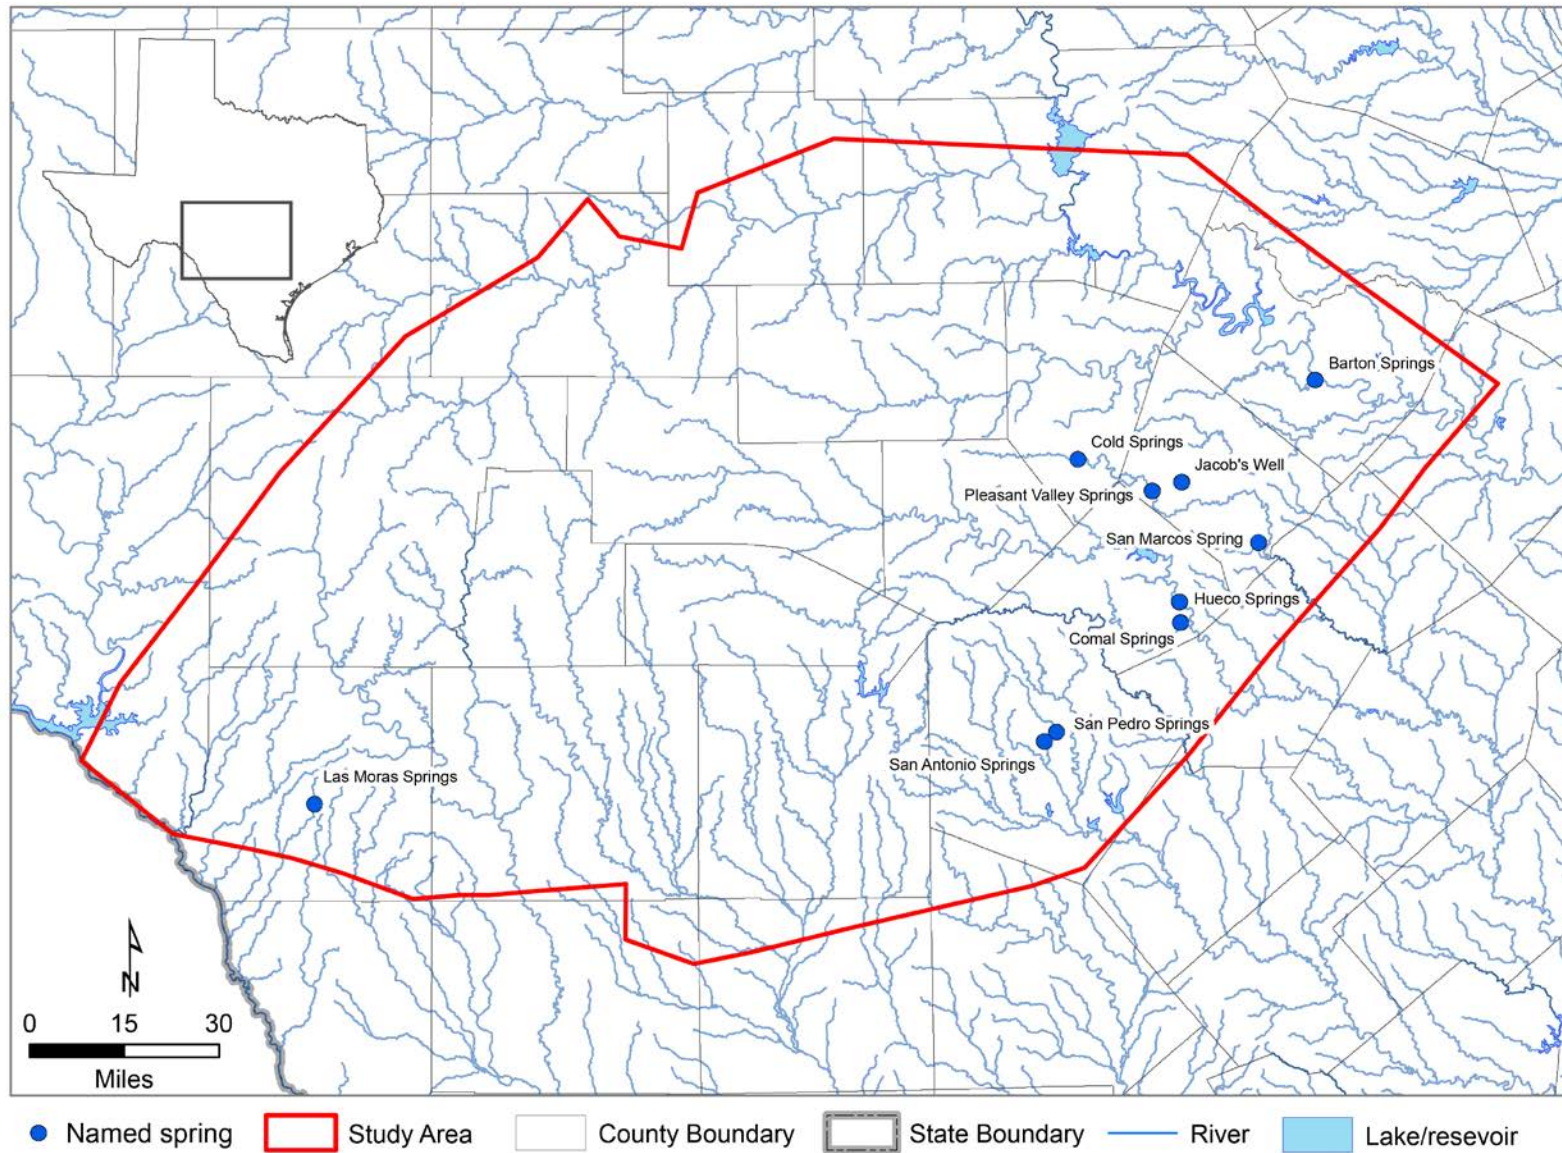 Barton Springs
Cold Springs
Jacob's Well
Pleasant Valley Springs
San Marcos Spring
Hueco Springs
Comal Springs
San Pedro Springs
San Antonio Springs
Las Moras Springs
N
0 15 30
Miles
Named spring Study Area County Boundary State Boundary River Lake/resevoir